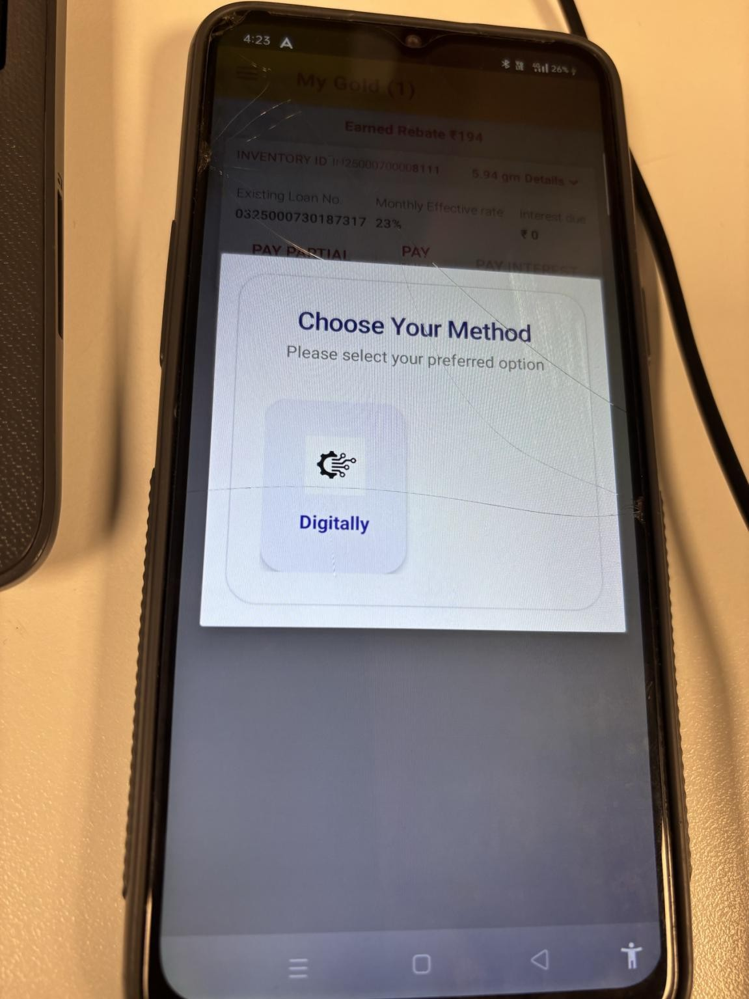 4:23
26%
My Gold (1)
Earned Rebate ₹194
INVENTORY ID IH25000700008111
5.94 gm Details
Existing Loan No. Monthly Effective rate Interest due
0325000730187317 23% ₹ 0
PAY PARTIAL PAY PAY INTEREST
Choose Your Method
Please select your preferred option
Digitally